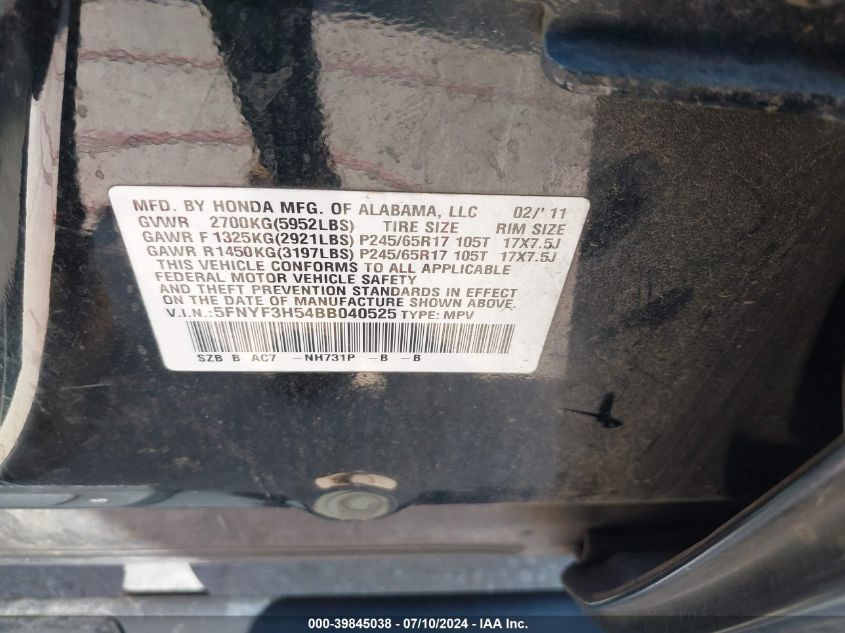 MFD. BY HONDA MFG. OF ALABAMA, LLC 02/'11
GVWR 2700KG(5952LBS) TIRE SIZE RIM SIZE
GAWR F 1325KG(2921LBS) P245/65R17 105T 17X7.5J
GAWR R1450KG(3197LBS) P245/65R17 105T 17X7.5J
THIS VEHICLE CONFORMS TO ALL APPLICABLE
FEDERAL MOTOR VEHICLE SAFETY
AND THEFT PREVENTION STANDARDS IN EFFECT
ON THE DATE OF MANUFACTURE SHOWN ABOVE.
V.I.N.:5FNYF3H54BB040525 TYPE: MPV
SZB B AC7 -NH731P -B -B
000-39845038 - 07/10/2024 - IAA Inc.